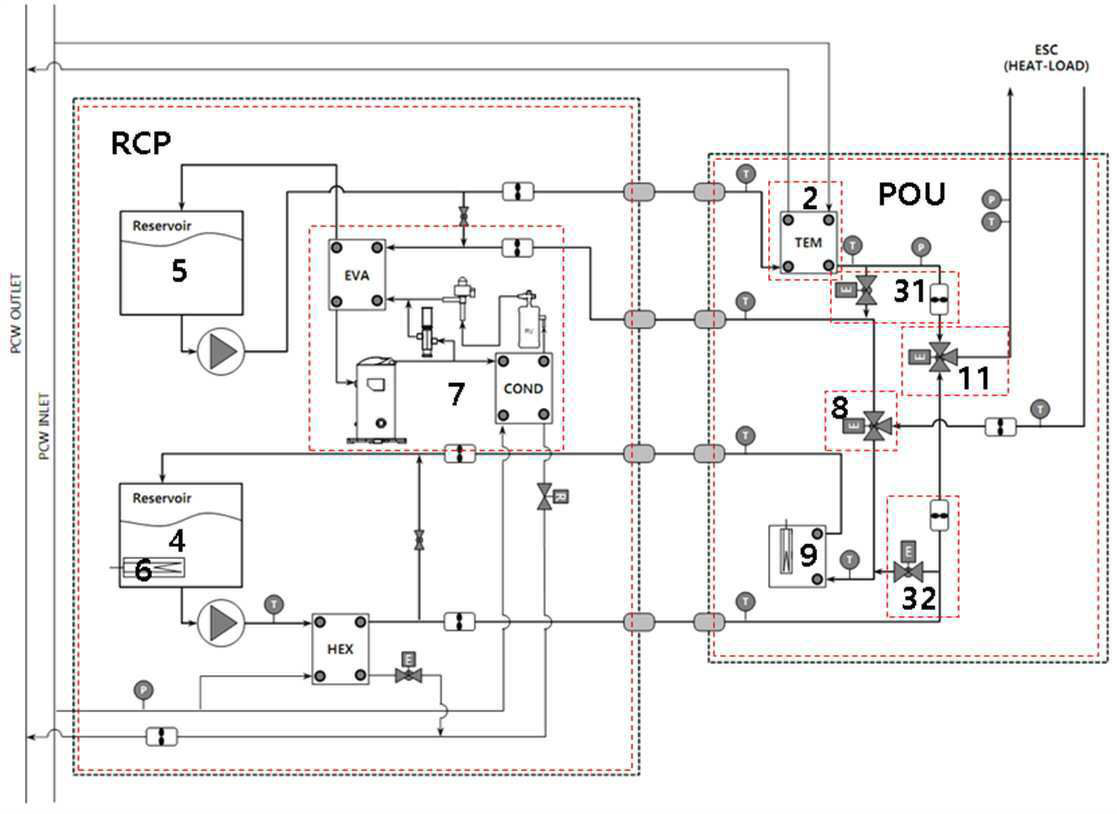 ESC
(HEAT-LOAD)
RCP
POU
T
2
P
T
Reservoir
5
TEM
T
P
EVA
E
31
T
PCW OUTLET
E
11
COND
7
PCW INLET
8
E
T
T
Reservoir
4
6
E
9
T
32
T
T
HEX
E
P